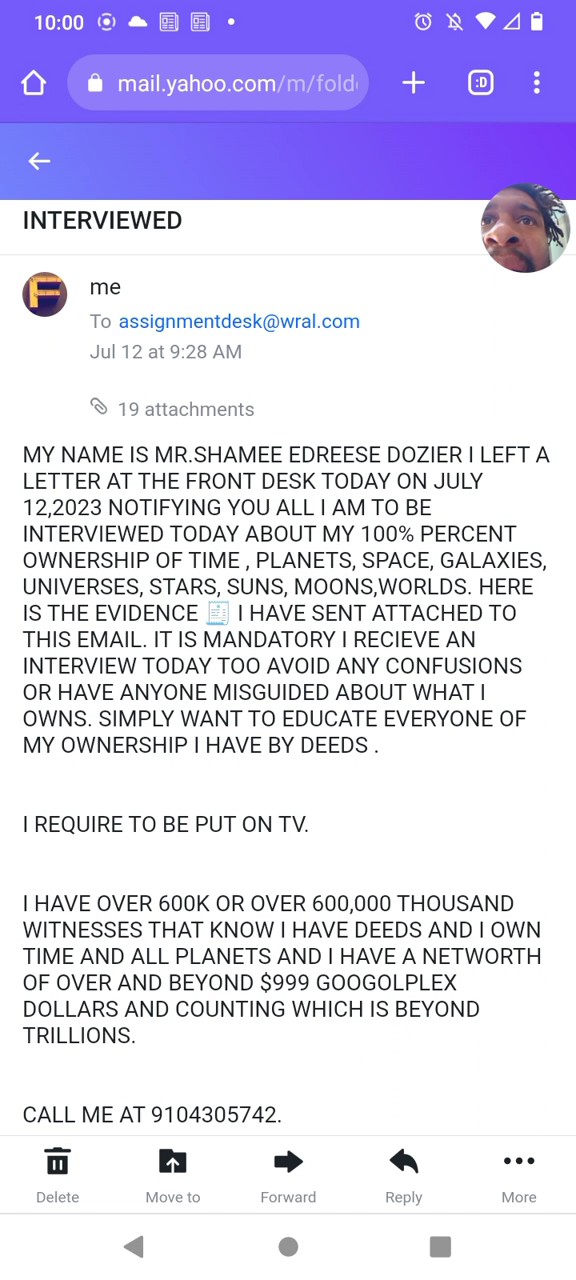 10:00
mail.yahoo.com/m/fold
:D
INTERVIEWED
F
me
To assignmentdesk@wral.com
Jul 12 at 9:28 AM
19 attachments
MY NAME IS MR.SHAMEE EDREESE DOZIER I LEFT A
LETTER AT THE FRONT DESK TODAY ON JULY
12,2023 NOTIFYING YOU ALL I AM TO BE
INTERVIEWED TODAY ABOUT MY 100% PERCENT
OWNERSHIP OF TIME , PLANETS, SPACE, GALAXIES,
UNIVERSES, STARS, SUNS, MOONS,WORLDS. HERE
IS THE EVIDENCE 🧾 I HAVE SENT ATTACHED TO
THIS EMAIL. IT IS MANDATORY I RECIEVE AN
INTERVIEW TODAY TOO AVOID ANY CONFUSIONS
OR HAVE ANYONE MISGUIDED ABOUT WHAT I
OWNS. SIMPLY WANT TO EDUCATE EVERYONE OF
MY OWNERSHIP I HAVE BY DEEDS .
I REQUIRE TO BE PUT ON TV.
I HAVE OVER 600K OR OVER 600,000 THOUSAND
WITNESSES THAT KNOW I HAVE DEEDS AND I OWN
TIME AND ALL PLANETS AND I HAVE A NETWORTH
OF OVER AND BEYOND $999 GOOGOLPLEX
DOLLARS AND COUNTING WHICH IS BEYOND
TRILLIONS.
CALL ME AT 9104305742.
Delete
Move to
Forward
Reply
More